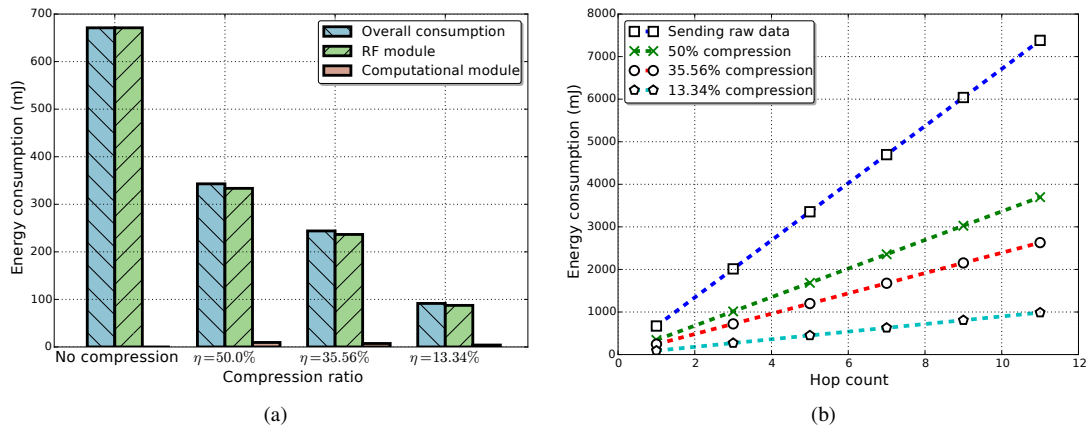 700
600
500
400
300
200
100
0
Energy consumption (mJ)
Overall consumption
RF module
Computational module
No compression
η=50.0%
η=35.56%
η=13.34%
Compression ratio
(a)
8000
7000
6000
5000
4000
3000
2000
1000
0
Energy consumption (mJ)
Sending raw data
50% compression
35.56% compression
13.34% compression
0 2 4 6 8 10 12
Hop count
(b)